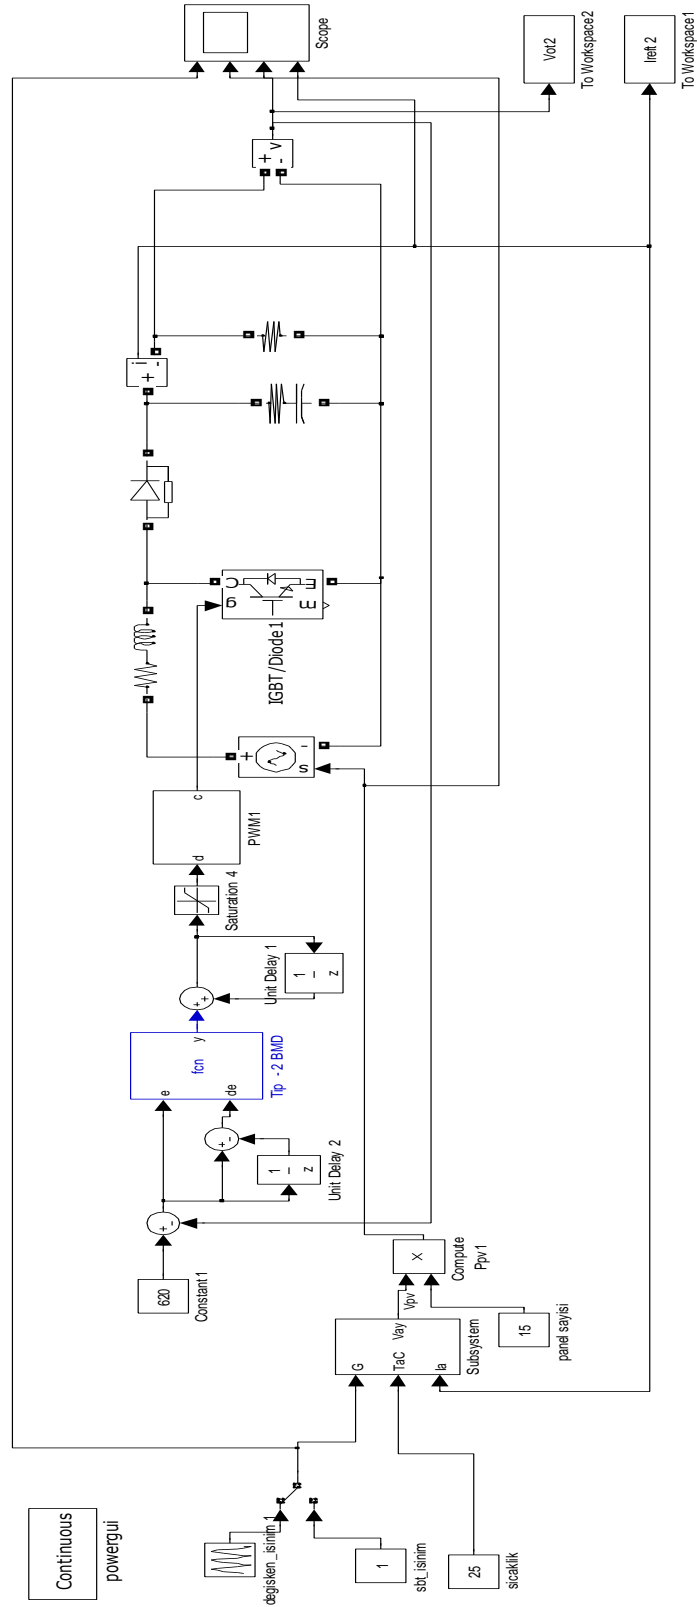 Continuous
powergui
degisken_isinim 1
1
sbt_isinim
25
sicaklik
G
TaC
Ia
Vay
Subsystem
Vpv
15
panel sayisi
X
Compute
Ppv1
620
Constant1
+
-
1
z
Unit Delay 2
+
-
e
de
fcn
y
Tip - 2 BMD
+
+
1
z
Unit Delay 1
Saturation 4
d
c
PWM1
s
+
-
g
C
m
E
IGBT/Diode1
+
i
-
+
-
v
Scope
Vot2
To Workspace2
Ireft 2
To Workspace1